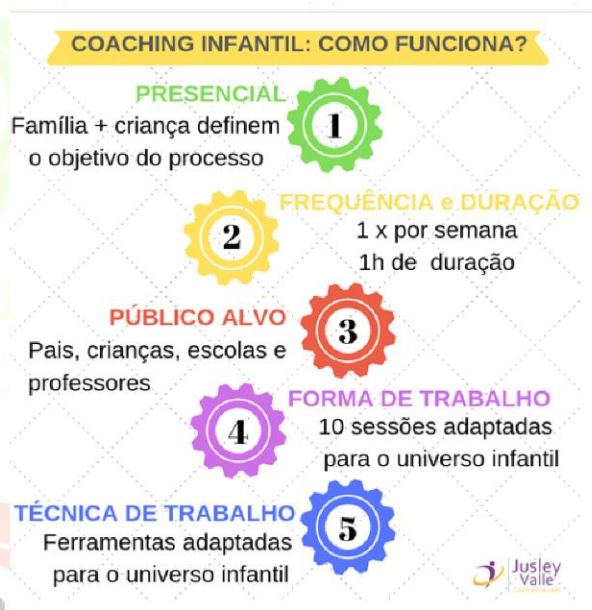 COACHING INFANTIL: COMO FUNCIONA?
PRESENCIAL
Família + criança definem
o objetivo do processo
1
FREQUÊNCIA e DURAÇÃO
1 x por semana
1h de duração
2
PÚBLICO ALVO
Pais, crianças, escolas e
professores
3
FORMA DE TRABALHO
10 sessões adaptadas
para o universo infantil
4
TÉCNICA DE TRABALHO
Ferramentas adaptadas
para o universo infantil
5
Jusley
Valle